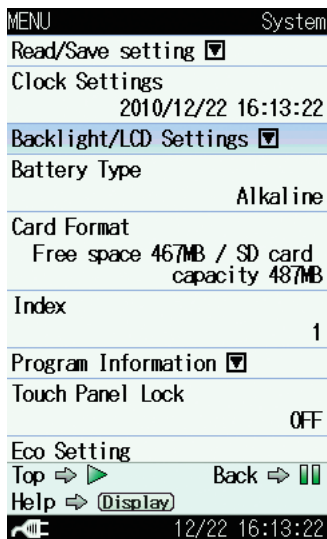 MENU System
Read/Save setting ▼
Clock Settings
2010/12/22 16:13:22
Backlight/LCD Settings ▼
Battery Type
Alkaline
Card Format
Free space 467MB / SD card
capacity 487MB
Index
1
Program Information ▼
Touch Panel Lock
OFF
Eco Setting
Top ⇨ ▷ Back ⇨ ▯▯
Help ⇨ (Display)
12/22 16:13:22